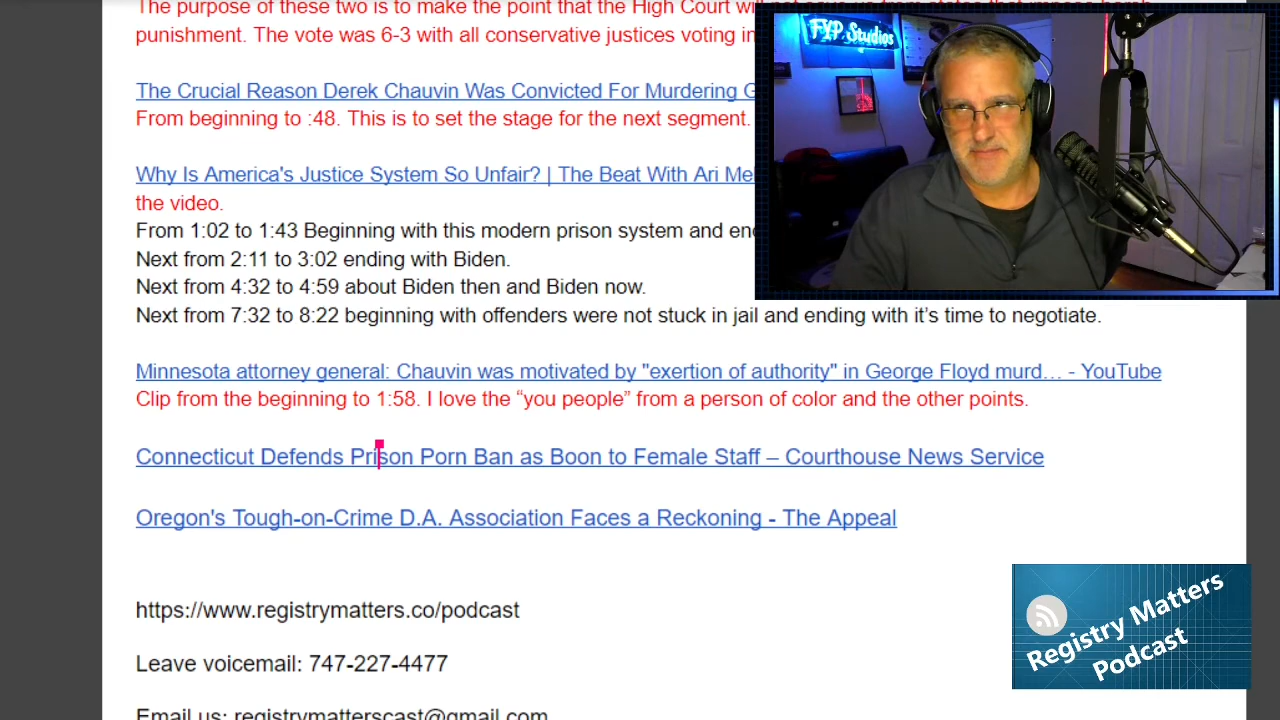 The purpose of these two is to make the point that the High Court will not save us from states that impose harsh
punishment. The vote was 6-3 with all conservative justices voting in
FYP Studios
The Crucial Reason Derek Chauvin Was Convicted For Murdering G
From beginning to :48. This is to set the stage for the next segment.
Why Is America's Justice System So Unfair? | The Beat With Ari Me
the video.
From 1:02 to 1:43 Beginning with this modern prison system and end
Next from 2:11 to 3:02 ending with Biden.
Next from 4:32 to 4:59 about Biden then and Biden now.
Next from 7:32 to 8:22 beginning with offenders were not stuck in jail and ending with it’s time to negotiate.
Minnesota attorney general: Chauvin was motivated by "exertion of authority" in George Floyd murd… - YouTube
Clip from the beginning to 1:58. I love the “you people” from a person of color and the other points.
Connecticut Defends Prison Porn Ban as Boon to Female Staff – Courthouse News Service
Oregon's Tough-on-Crime D.A. Association Faces a Reckoning - The Appeal
https://www.registrymatters.co/podcast
Registry Matters
Podcast
Leave voicemail: 747-227-4477
Email us: registrymatterscast@gmail.com